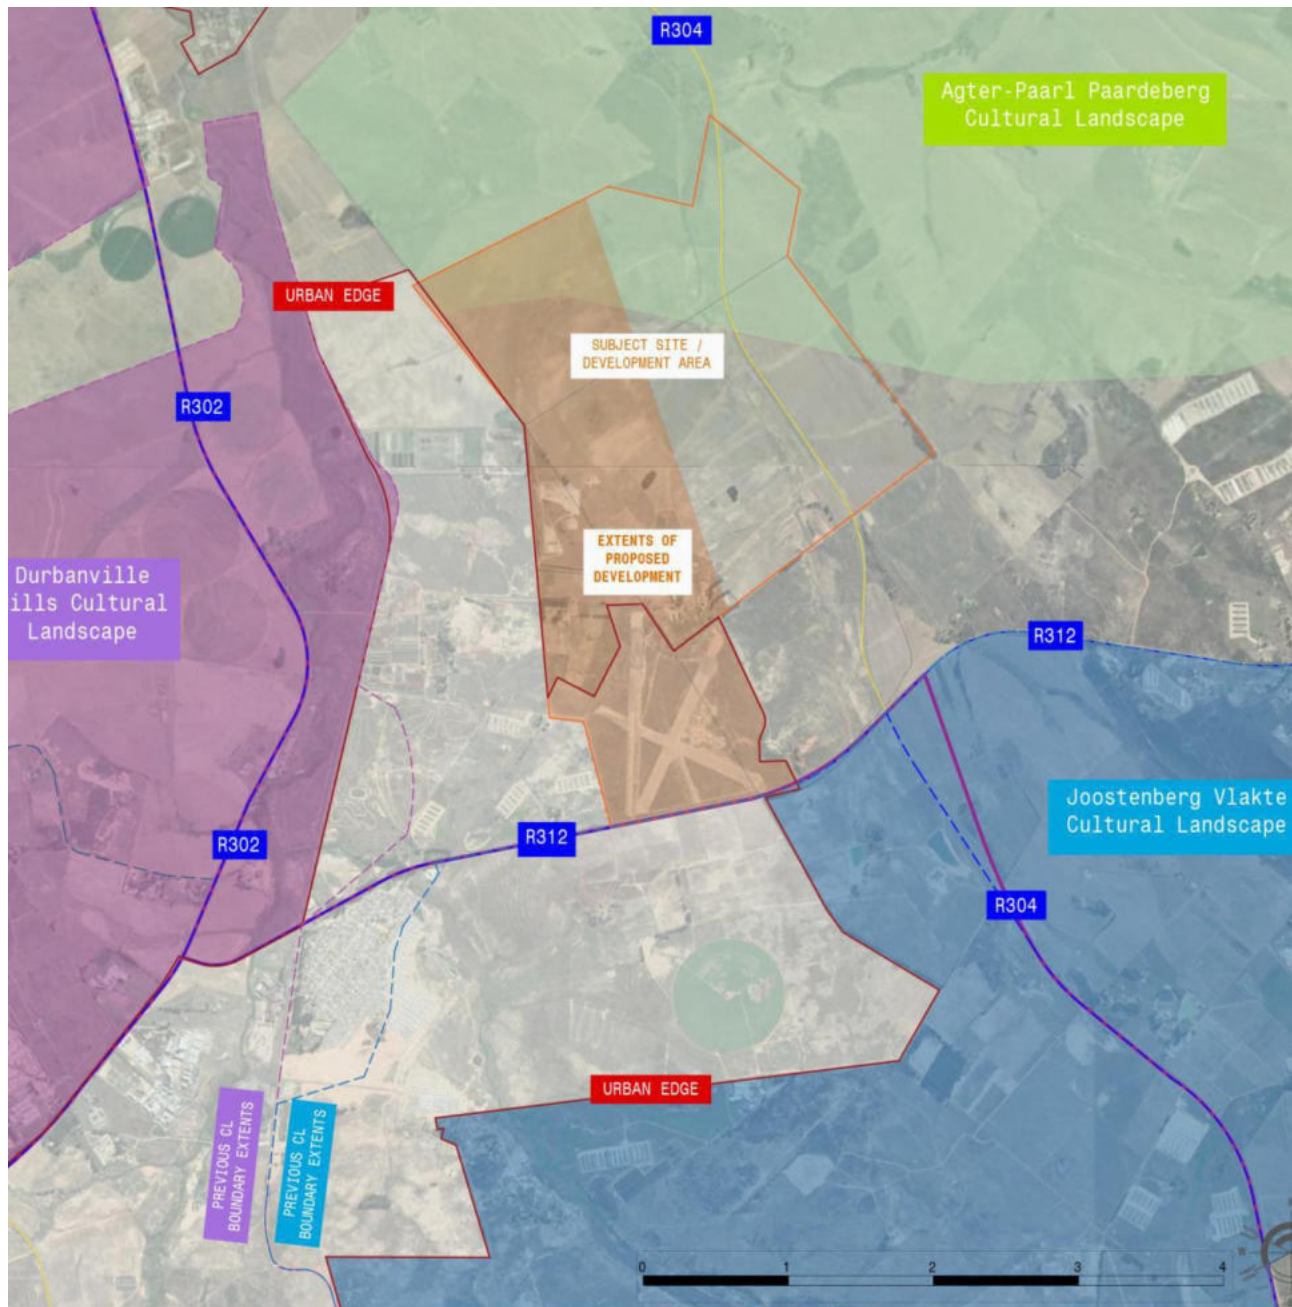 R304
Agter-Paarl Paardeberg
Cultural Landscape
URBAN EDGE
SUBJECT SITE /
DEVELOPMENT AREA
R302
EXTENTS OF
PROPOSED
DEVELOPMENT
Durbanville
ills Cultural
Landscape
R312
Joostenberg Vlakte
Cultural Landscape
R302
R312
R304
URBAN EDGE
PREVIOUS CL
BOUNDARY EXTENTS
PREVIOUS CL
BOUNDARY EXTENTS
0 1 2 3 4